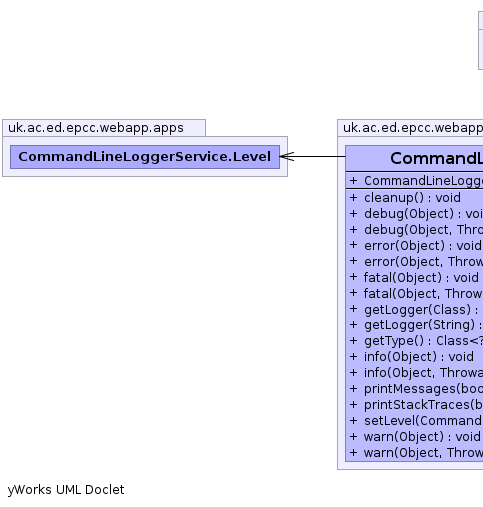 uk.ac.ed.epcc.webapp.apps
CommandLineLoggerService.Level
uk.ac.ed.epcc.webapp
CommandL
+ CommandLineLogge
+ cleanup() : void
+ debug(Object) : voi
+ debug(Object, Thro
+ error(Object) : void
+ error(Object, Throw
+ fatal(Object) : void
+ fatal(Object, Throw
+ getLogger(Class) :
+ getLogger(String) :
+ getType() : Class<?
+ info(Object) : void
+ info(Object, Throwa
+ printMessages(boo
+ printStackTraces(b
+ setLevel(Command
+ warn(Object) : void
+ warn(Object, Throw
yWorks UML Doclet